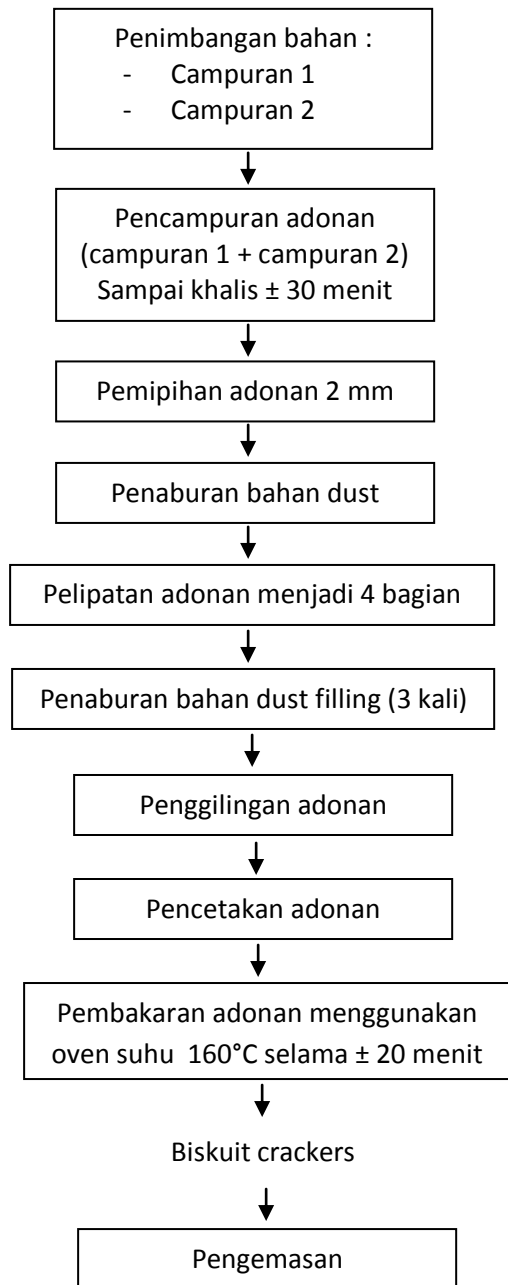 Penimbangan bahan :
- Campuran 1
- Campuran 2
Pencampuran adonan
(campuran 1 + campuran 2)
Sampai khalis ± 30 menit
Pemipihan adonan 2 mm
Penaburan bahan dust
Pelipatan adonan menjadi 4 bagian
Penaburan bahan dust filling (3 kali)
Penggilingan adonan
Pencetakan adonan
Pembakaran adonan menggunakan
oven suhu 160°C selama ± 20 menit
Biskuit crackers
Pengemasan